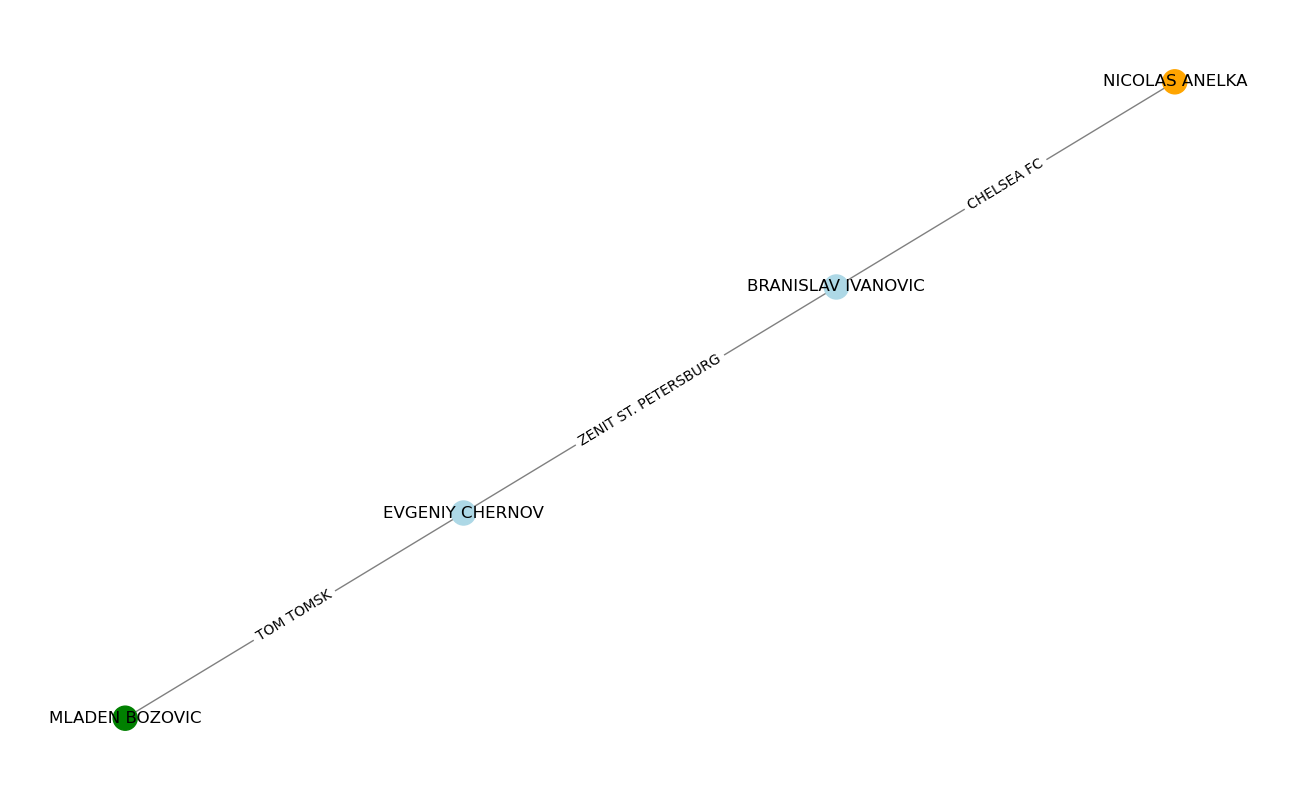 NICOLAS ANELKA
CHELSEA FC
BRANISLAV IVANOVIC
ZENIT ST. PETERSBURG
EVGENIY CHERNOV
TOM TOMSK
MLADEN BOZOVIC